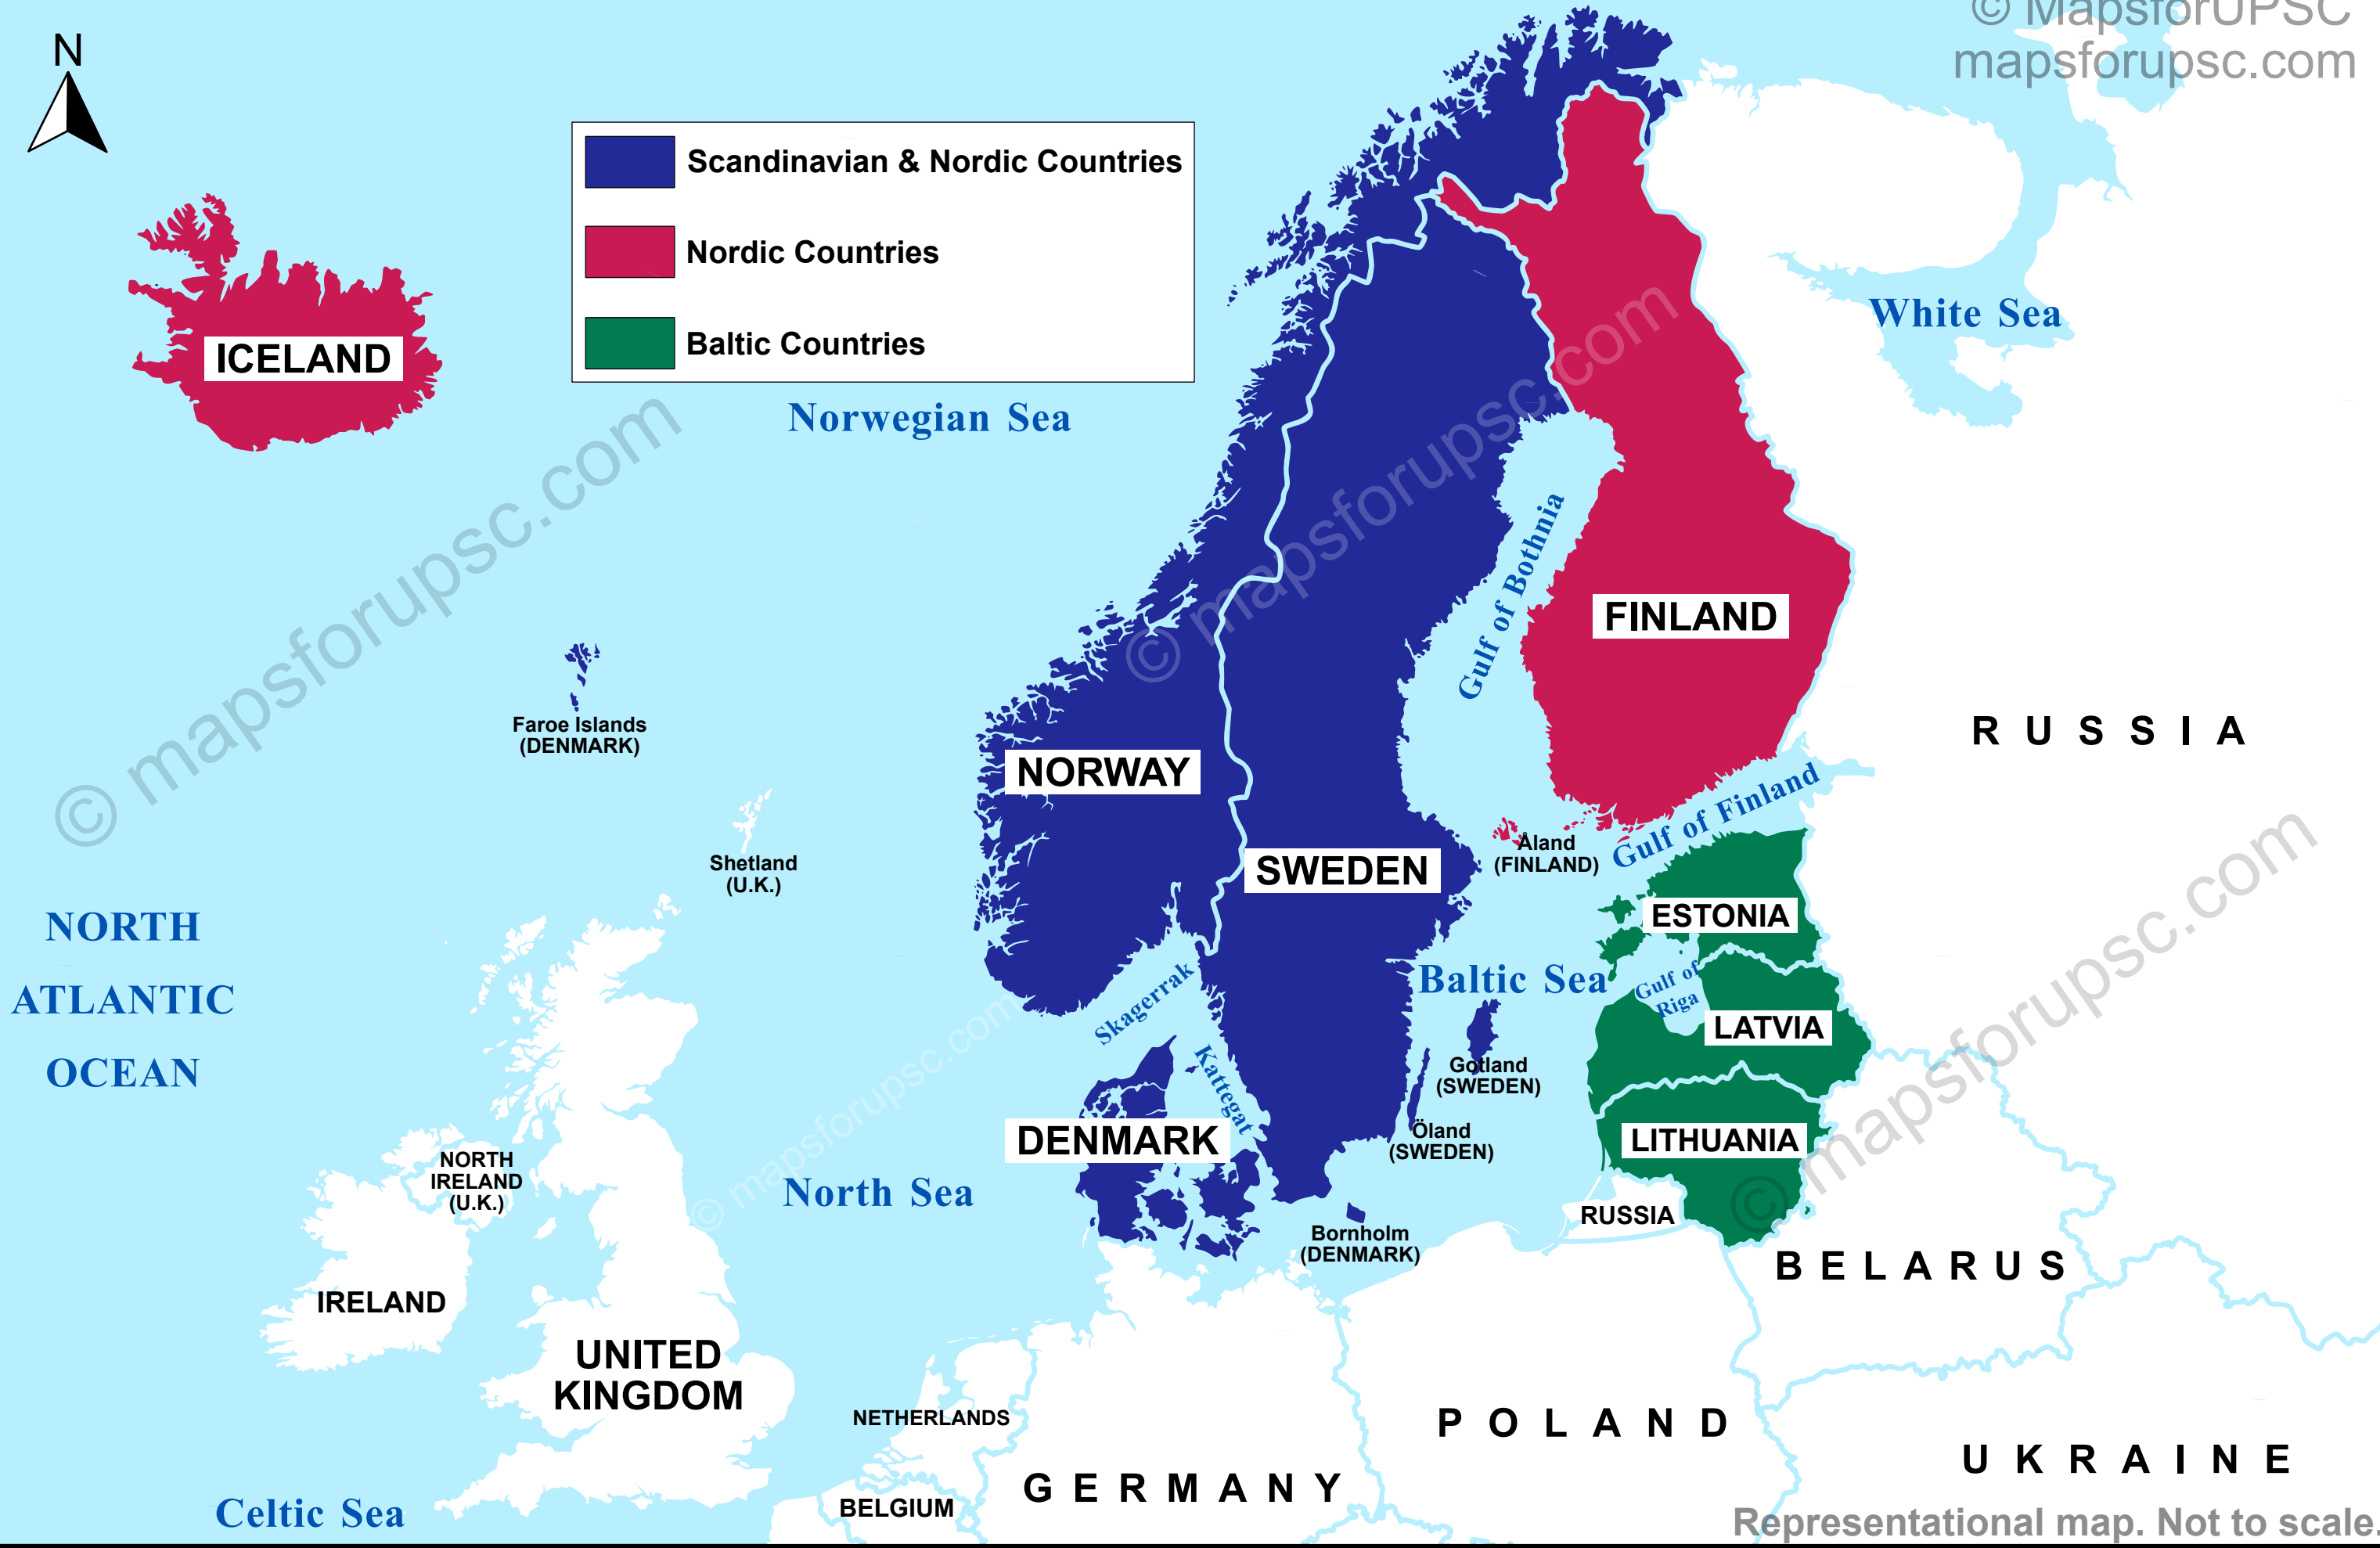 © MapsforUPSC
mapsforupsc.com
N
Scandinavian & Nordic Countries
Nordic Countries
Baltic Countries
ICELAND
White Sea
Norwegian Sea
© mapsforupsc.com
© mapsforupsc.com
Gulf of Bothnia
FINLAND
Faroe Islands
(DENMARK)
RUSSIA
NORWAY
Gulf of Finland
Shetland
(U.K.)
SWEDEN
Åland
(FINLAND)
NORTH
ATLANTIC
OCEAN
ESTONIA
Baltic Sea
Gulf of
Riga
Skagerrak
LATVIA
© mapsforupsc.com
© mapsforupsc.com
Kattegat
Gotland
(SWEDEN)
DENMARK
Öland
(SWEDEN)
LITHUANIA
NORTH
IRELAND
(U.K.)
North Sea
RUSSIA
Bornholm
(DENMARK)
BELARUS
IRELAND
UNITED
KINGDOM
NETHERLANDS
POLAND
UKRAINE
GERMANY
BELGIUM
Celtic Sea
Representational map. Not to scale.